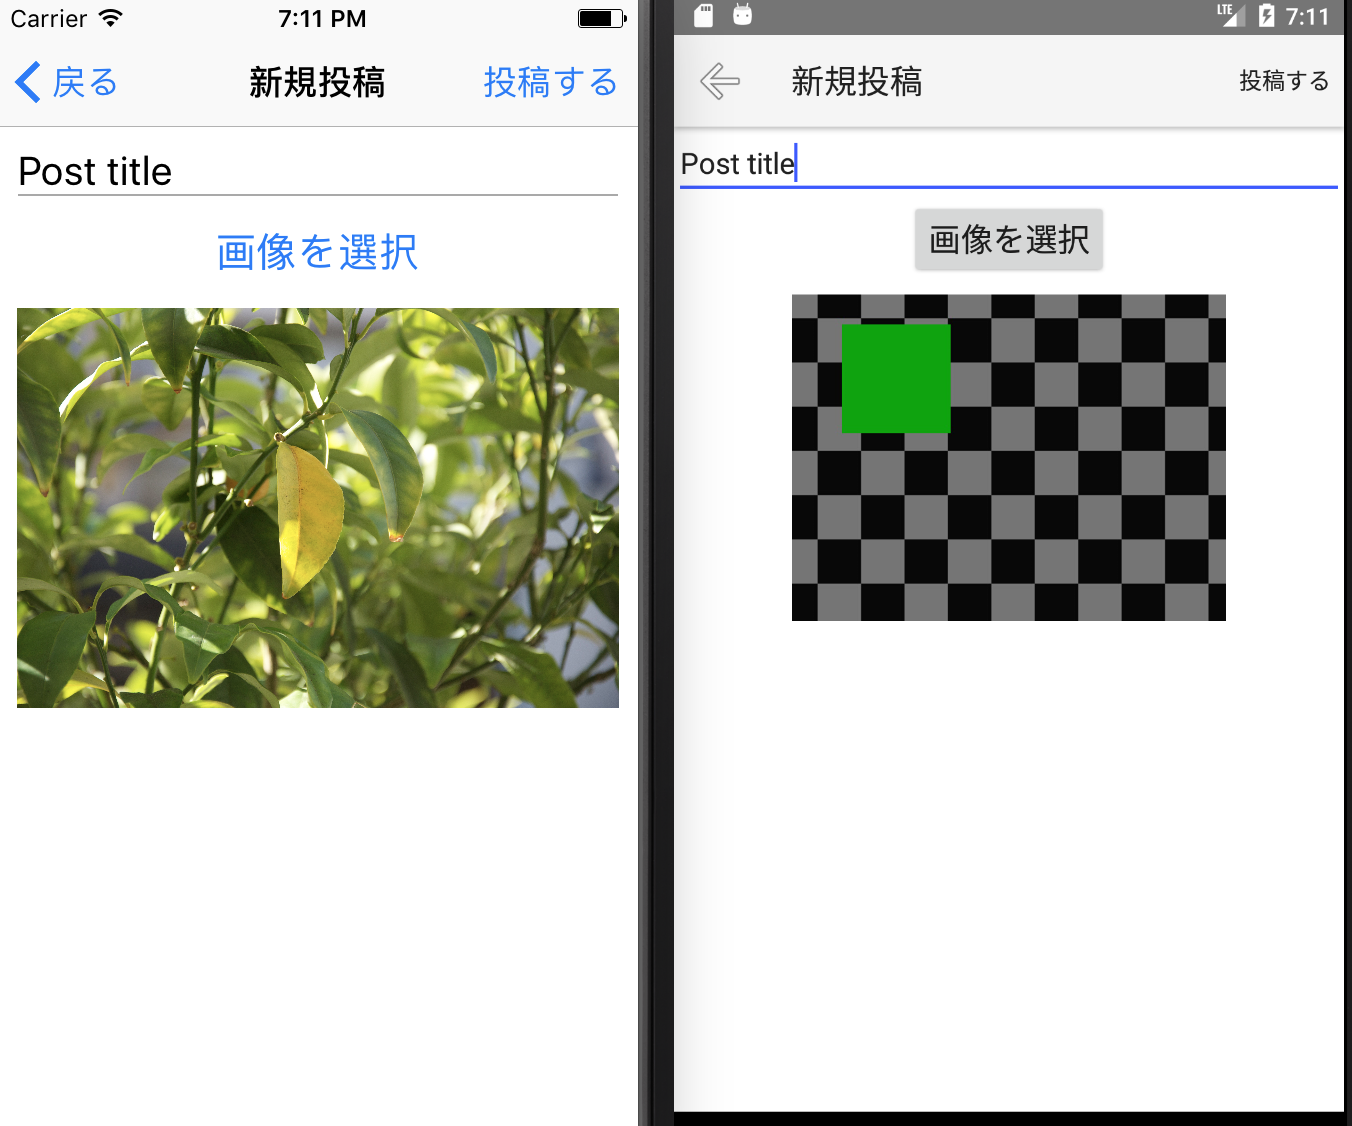 Carrier 7:11 PM
戻る 新規投稿 投稿する
Post title
画像を選択
LTE 7:11
新規投稿 投稿する
Post title
画像を選択